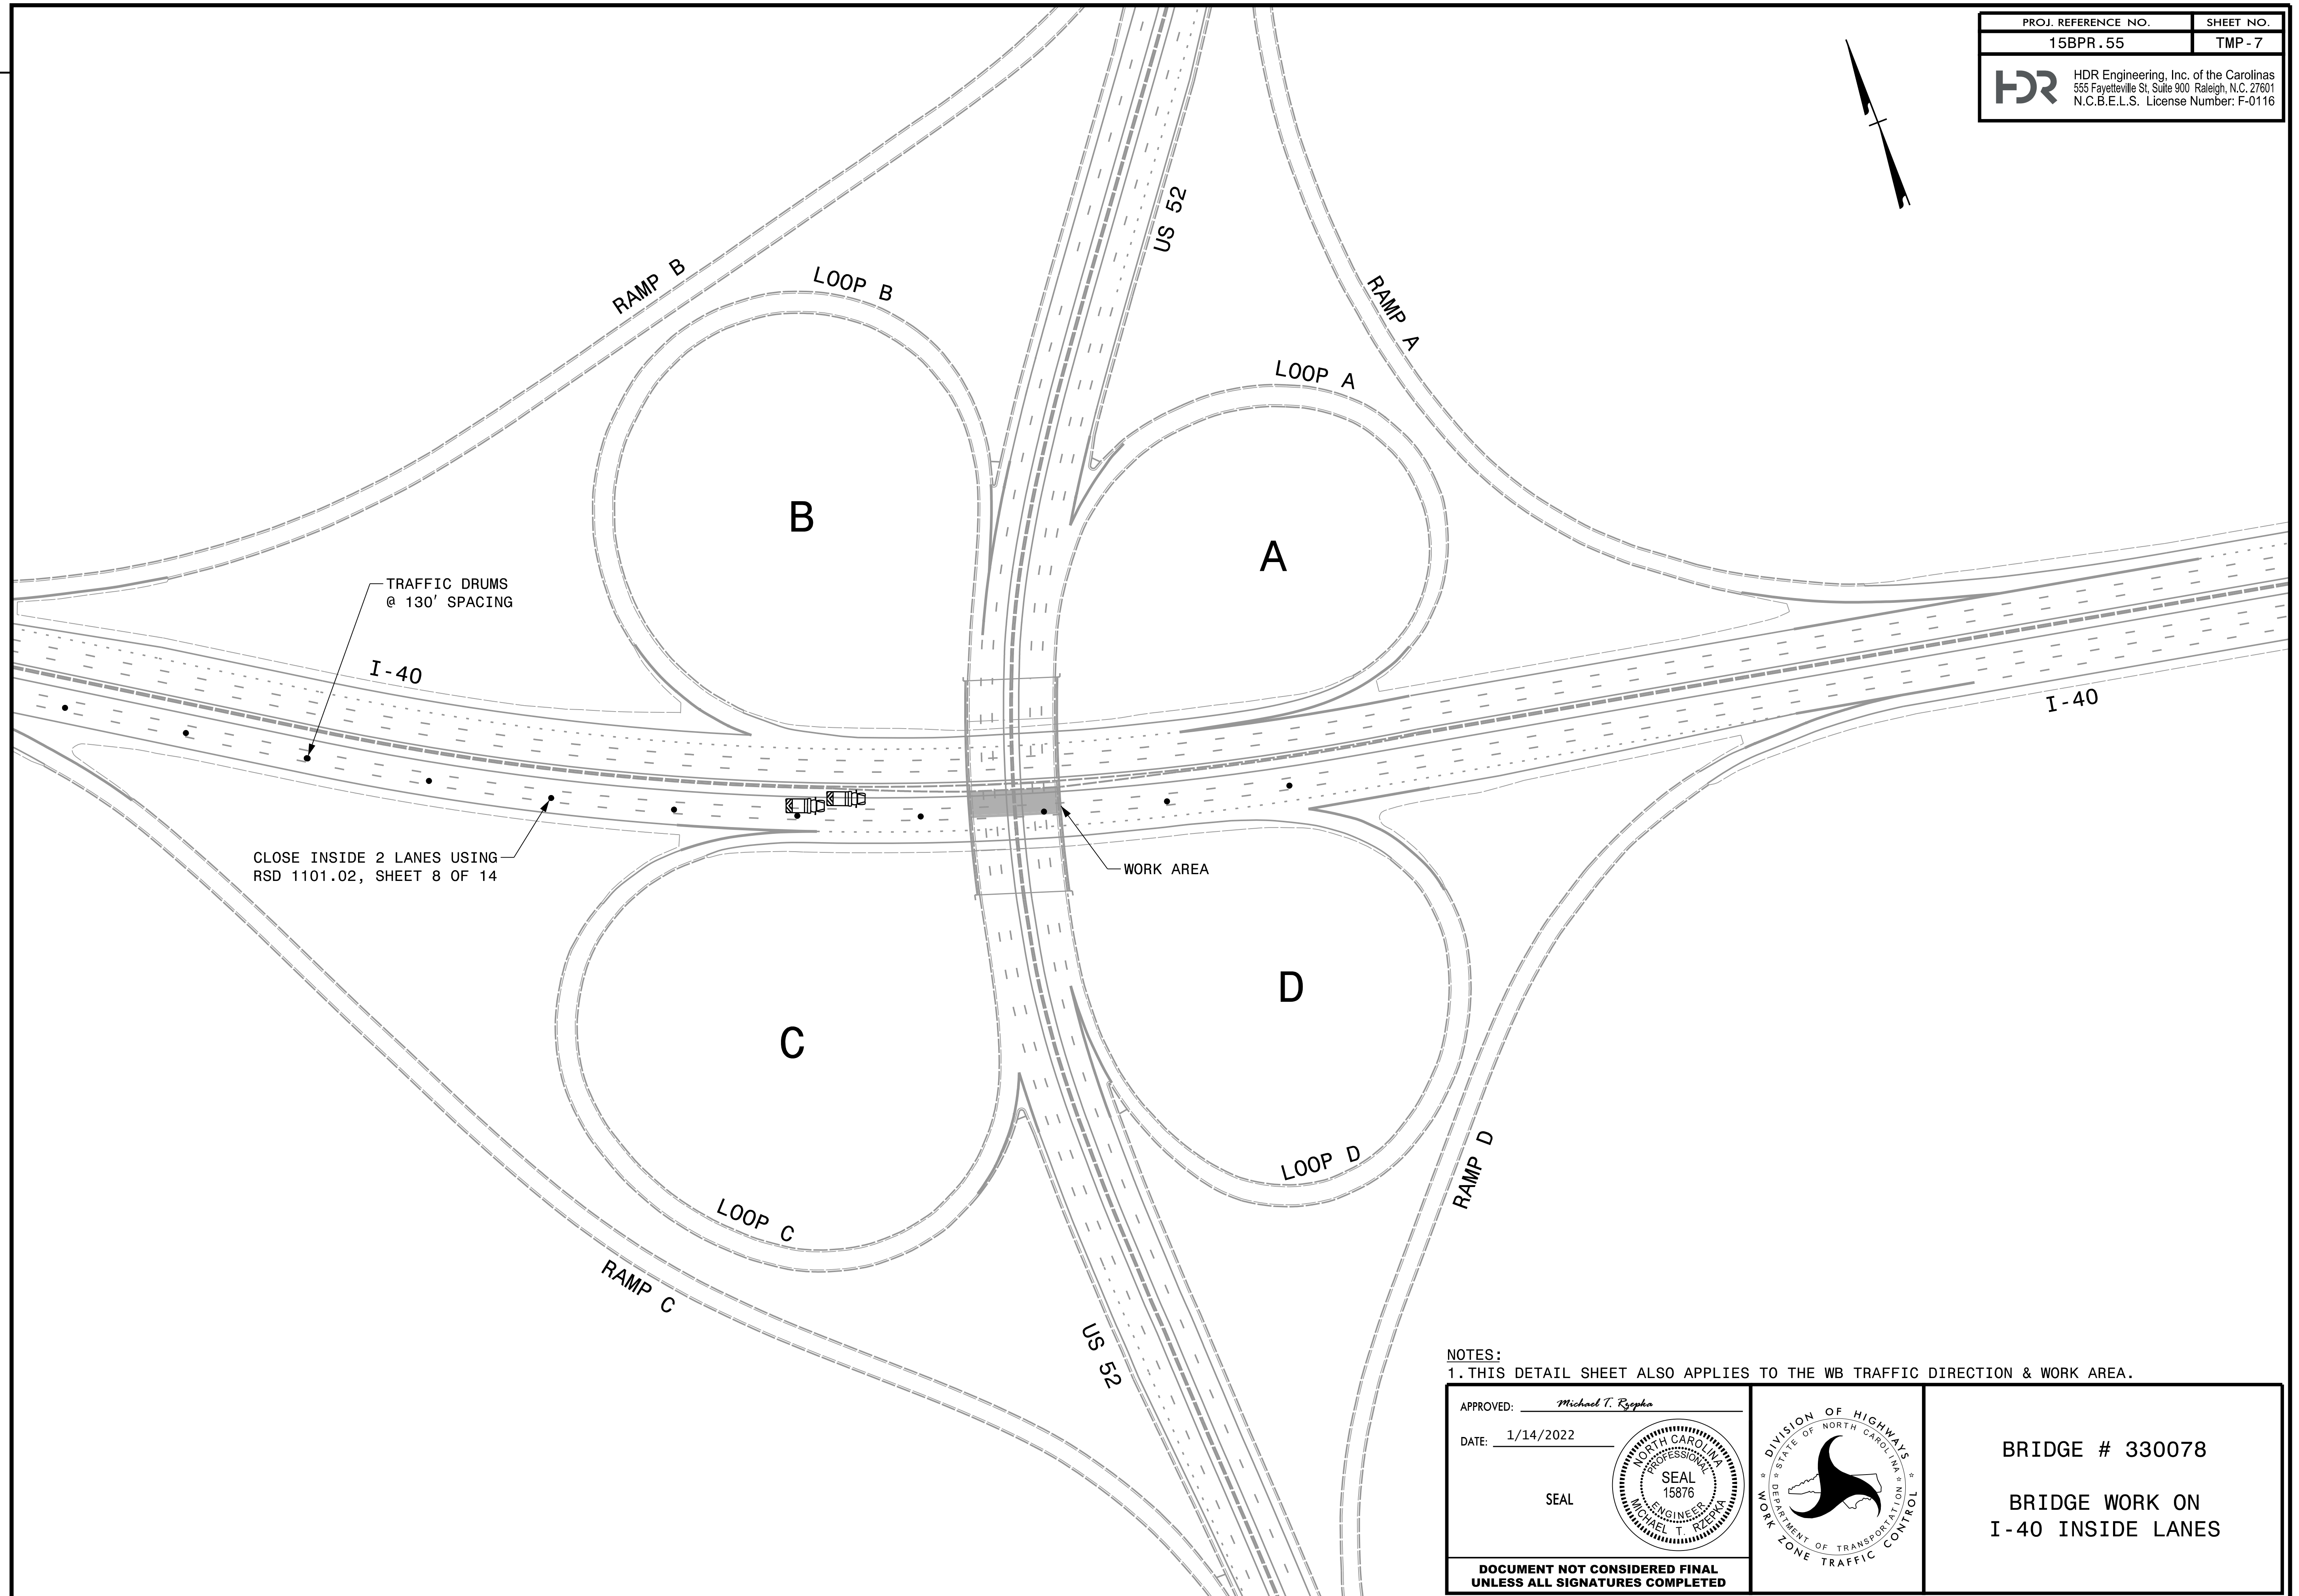 PROJ. REFERENCE NO. SHEET NO.
15BPR.55 TMP-7
HDR
HDR Engineering, Inc. of the Carolinas
555 Fayetteville St, Suite 900 Raleigh, N.C. 27601
N.C.B.E.L.S. License Number: F-0116
US 52
RAMP B
LOOP B
RAMP A
LOOP A
B
A
TRAFFIC DRUMS
@ 130' SPACING
I-40
I-40
CLOSE INSIDE 2 LANES USING
RSD 1101.02, SHEET 8 OF 14
WORK AREA
D
C
LOOP D
RAMP D
LOOP C
RAMP C
US 52
NOTES:
1.THIS DETAIL SHEET ALSO APPLIES TO THE WB TRAFFIC DIRECTION & WORK AREA.
APPROVED: Michael T. Rzepka
DATE: 1/14/2022
SEAL
NORTH CAROLINA
PROFESSIONAL
SEAL
15876
ENGINEER
MICHAEL T. RZEPKA
DOCUMENT NOT CONSIDERED FINAL
UNLESS ALL SIGNATURES COMPLETED
DIVISION OF HIGHWAYS
STATE OF NORTH CAROLINA
DEPARTMENT OF TRANSPORTATION
WORK ZONE TRAFFIC CONTROL
BRIDGE # 330078
BRIDGE WORK ON
I-40 INSIDE LANES